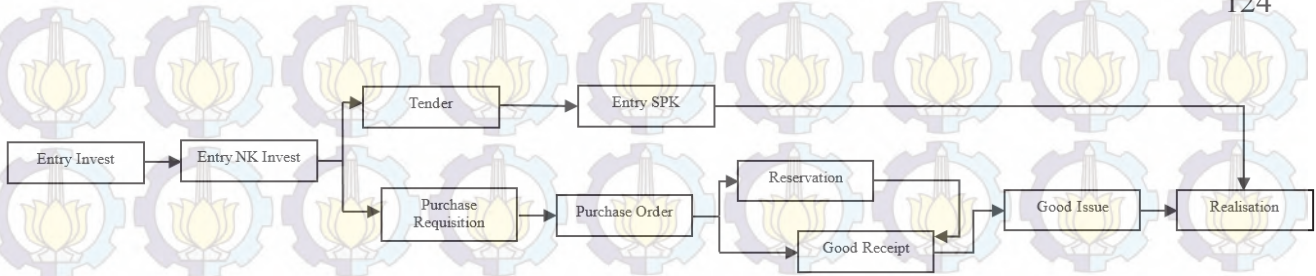 124
Tender
Entry SPK
Entry Invest
Entry NK Invest
Reservation
Purchase
Requisition
Purchase Order
Good Issue
Realisation
Good Receipt